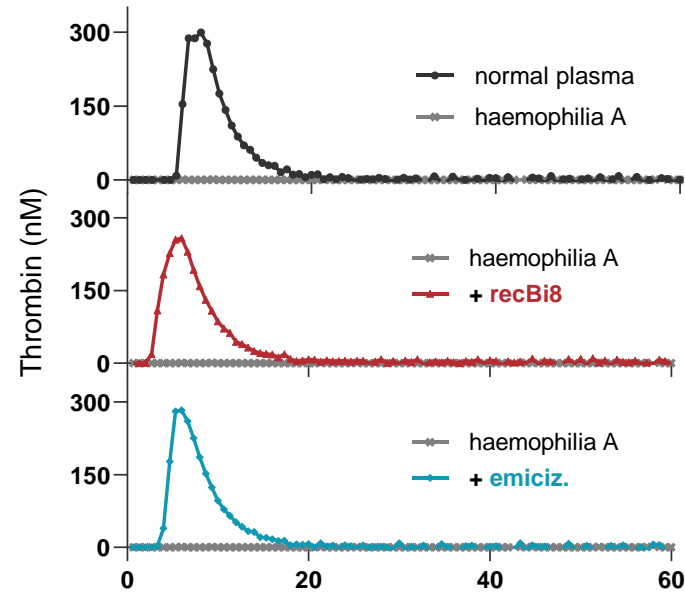 Thrombin (nM)
300
150
0
normal plasma
haemophilia A
300
150
0
haemophilia A
+ recBi8
300
150
0
haemophilia A
+ emiciz.
0 20 40 60